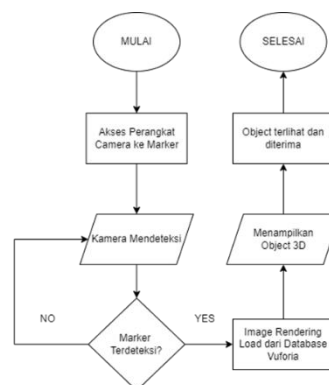 MULAI
Akses Perangkat
Camera ke Marker
Kamera Mendeteksi
Marker
Terdeteksi?
NO
YES
Image Rendering
Load dari Database
Vuforia
Menampilkan
Object 3D
Object terlihat dan
diterima
SELESAI